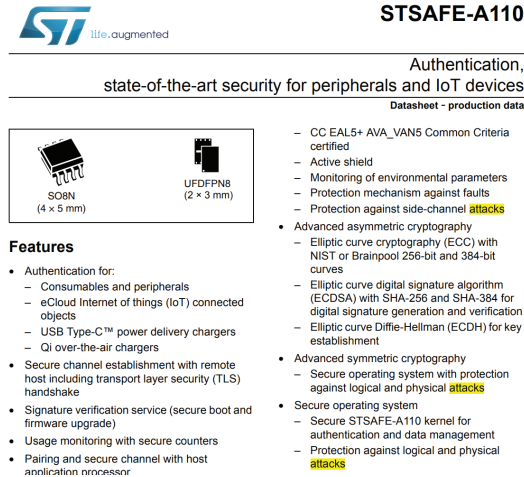 life.augmented
STSAFE-A110
Authentication,
state-of-the-art security for peripherals and IoT devices
Datasheet - production data
SO8N
(4 × 5 mm)
UFDFPN8
(2 × 3 mm)
Features
• Authentication for:
– Consumables and peripherals
– eCloud Internet of things (IoT) connected
objects
– USB Type-C™ power delivery chargers
– Qi over-the-air chargers
• Secure channel establishment with remote
host including transport layer security (TLS)
handshake
• Signature verification service (secure boot and
firmware upgrade)
• Usage monitoring with secure counters
• Pairing and secure channel with host
application processor
– CC EAL5+ AVA_VAN5 Common Criteria
certified
– Active shield
– Monitoring of environmental parameters
– Protection mechanism against faults
– Protection against side-channel attacks
• Advanced asymmetric cryptography
– Elliptic curve cryptography (ECC) with
NIST or Brainpool 256-bit and 384-bit
curves
– Elliptic curve digital signature algorithm
(ECDSA) with SHA-256 and SHA-384 for
digital signature generation and verification
– Elliptic curve Diffie-Hellman (ECDH) for key
establishment
• Advanced symmetric cryptography
– Secure operating system with protection
against logical and physical attacks
• Secure operating system
– Secure STSAFE-A110 kernel for
authentication and data management
– Protection against logical and physical
attacks